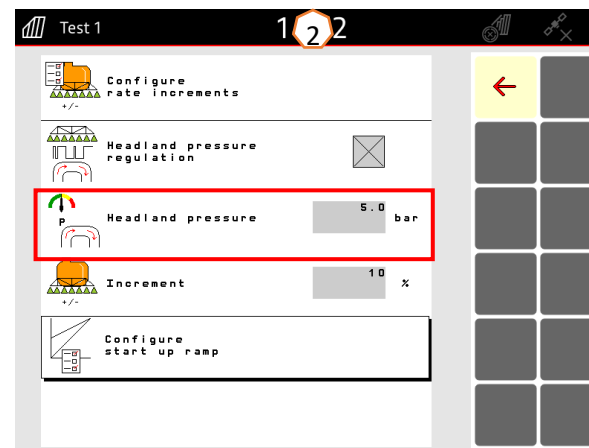 Test 1
1 2 2
Configure
rate increments
+/-
Headland pressure
regulation
P
Headland pressure
5.0
bar
+/-
Increment
10
%
Configure
start up ramp